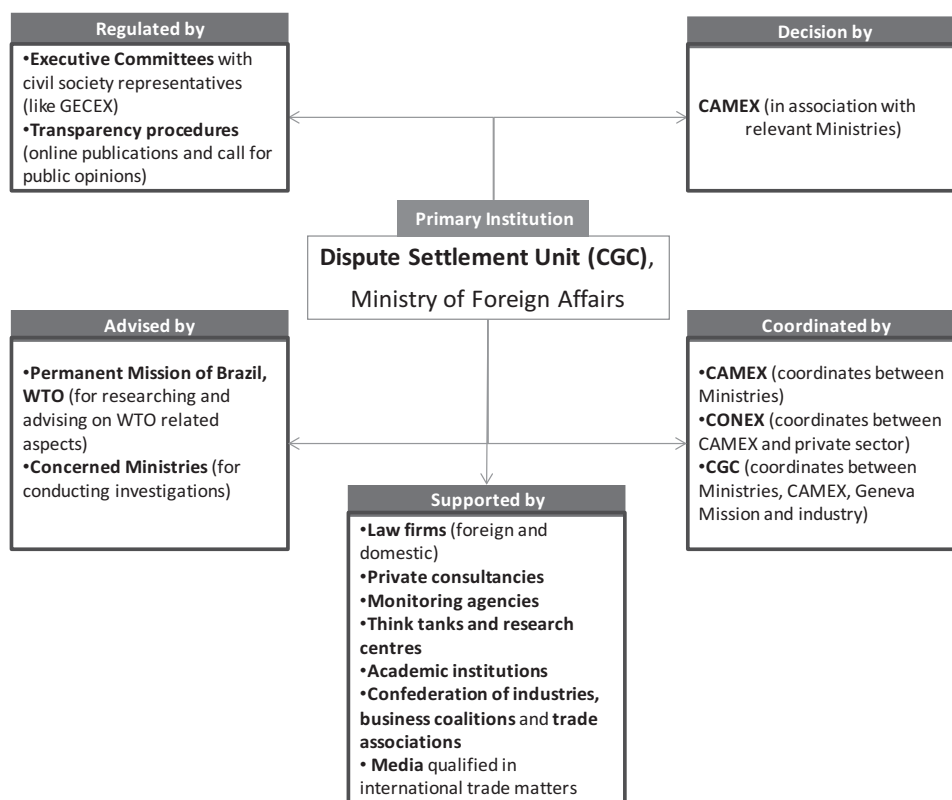 Regulated by
•Executive Committees with
civil society representatives
(like GECEX)
•Transparency procedures
(online publications and call for
public opinions)
Decision by
CAMEX (in association with
relevant Ministries)
Primary Institution
Dispute Settlement Unit (CGC),
Ministry of Foreign Affairs
Advised by
•Permanent Mission of Brazil,
WTO (for researching and
advising on WTO related
aspects)
•Concerned Ministries (for
conducting investigations)
Coordinated by
•CAMEX (coordinates between
Ministries)
•CONEX (coordinates between
CAMEX and private sector)
•CGC (coordinates between
Ministries, CAMEX, Geneva
Mission and industry)
Supported by
•Law firms (foreign and
domestic)
•Private consultancies
•Monitoring agencies
•Think tanks and research
centres
•Academic institutions
•Confederation of industries,
business coalitions and trade
associations
• Media qualified in
international trade matters